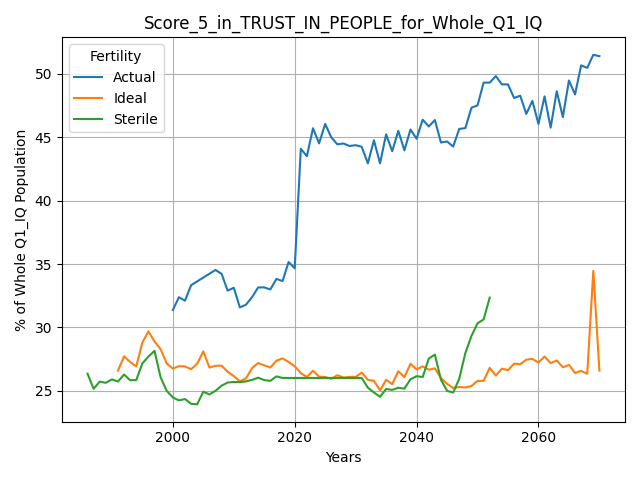 Score_5_in_TRUST_IN_PEOPLE_for_Whole_Q1_IQ
Fertility
Actual
Ideal
Sterile
% of Whole Q1_IQ Population
50
45
40
35
30
25
2000
2020
2040
2060
Years